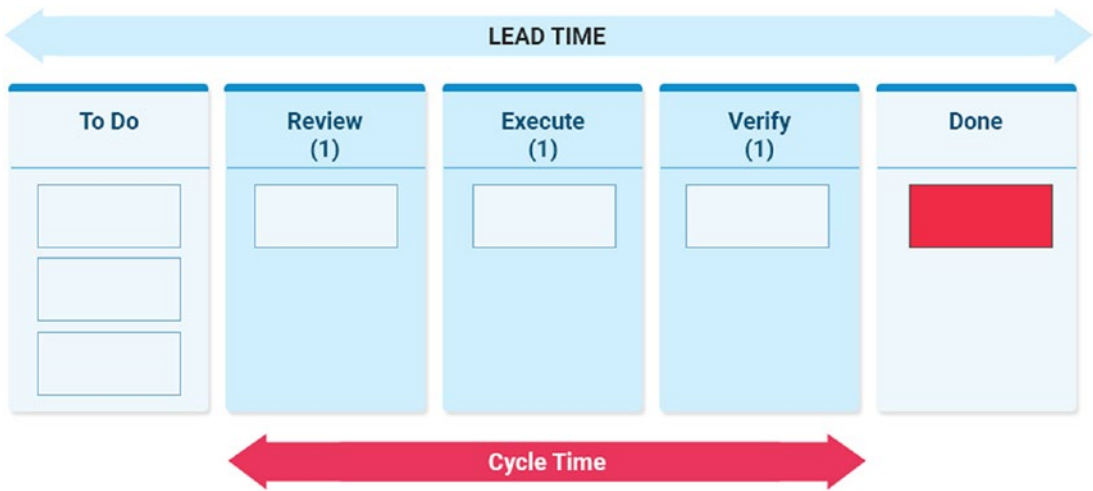 LEAD TIME
To Do
Review
(1)
Execute
(1)
Verify
(1)
Done
Cycle Time